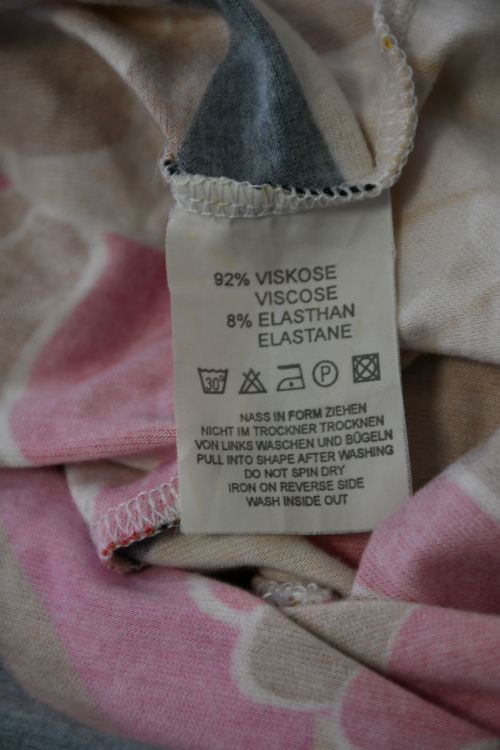 92% VISKOSE
VISCOSE
8% ELASTHAN
ELASTANE
30° P
NASS IN FORM ZIEHEN
NICHT IM TROCKNER TROCKNEN
VON LINKS WASCHEN UND BÜGELN
PULL INTO SHAPE AFTER WASHING
DO NOT SPIN DRY
IRON ON REVERSE SIDE
WASH INSIDE OUT